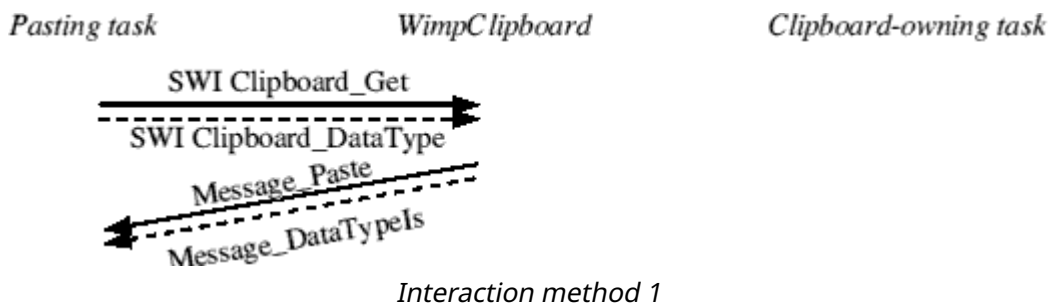 Pasting task WimpClipboard Clipboard-owning task
SWI Clipboard_Get
SWI Clipboard_DataType
Message_Paste
Message_DataTypeIs
Interaction method 1